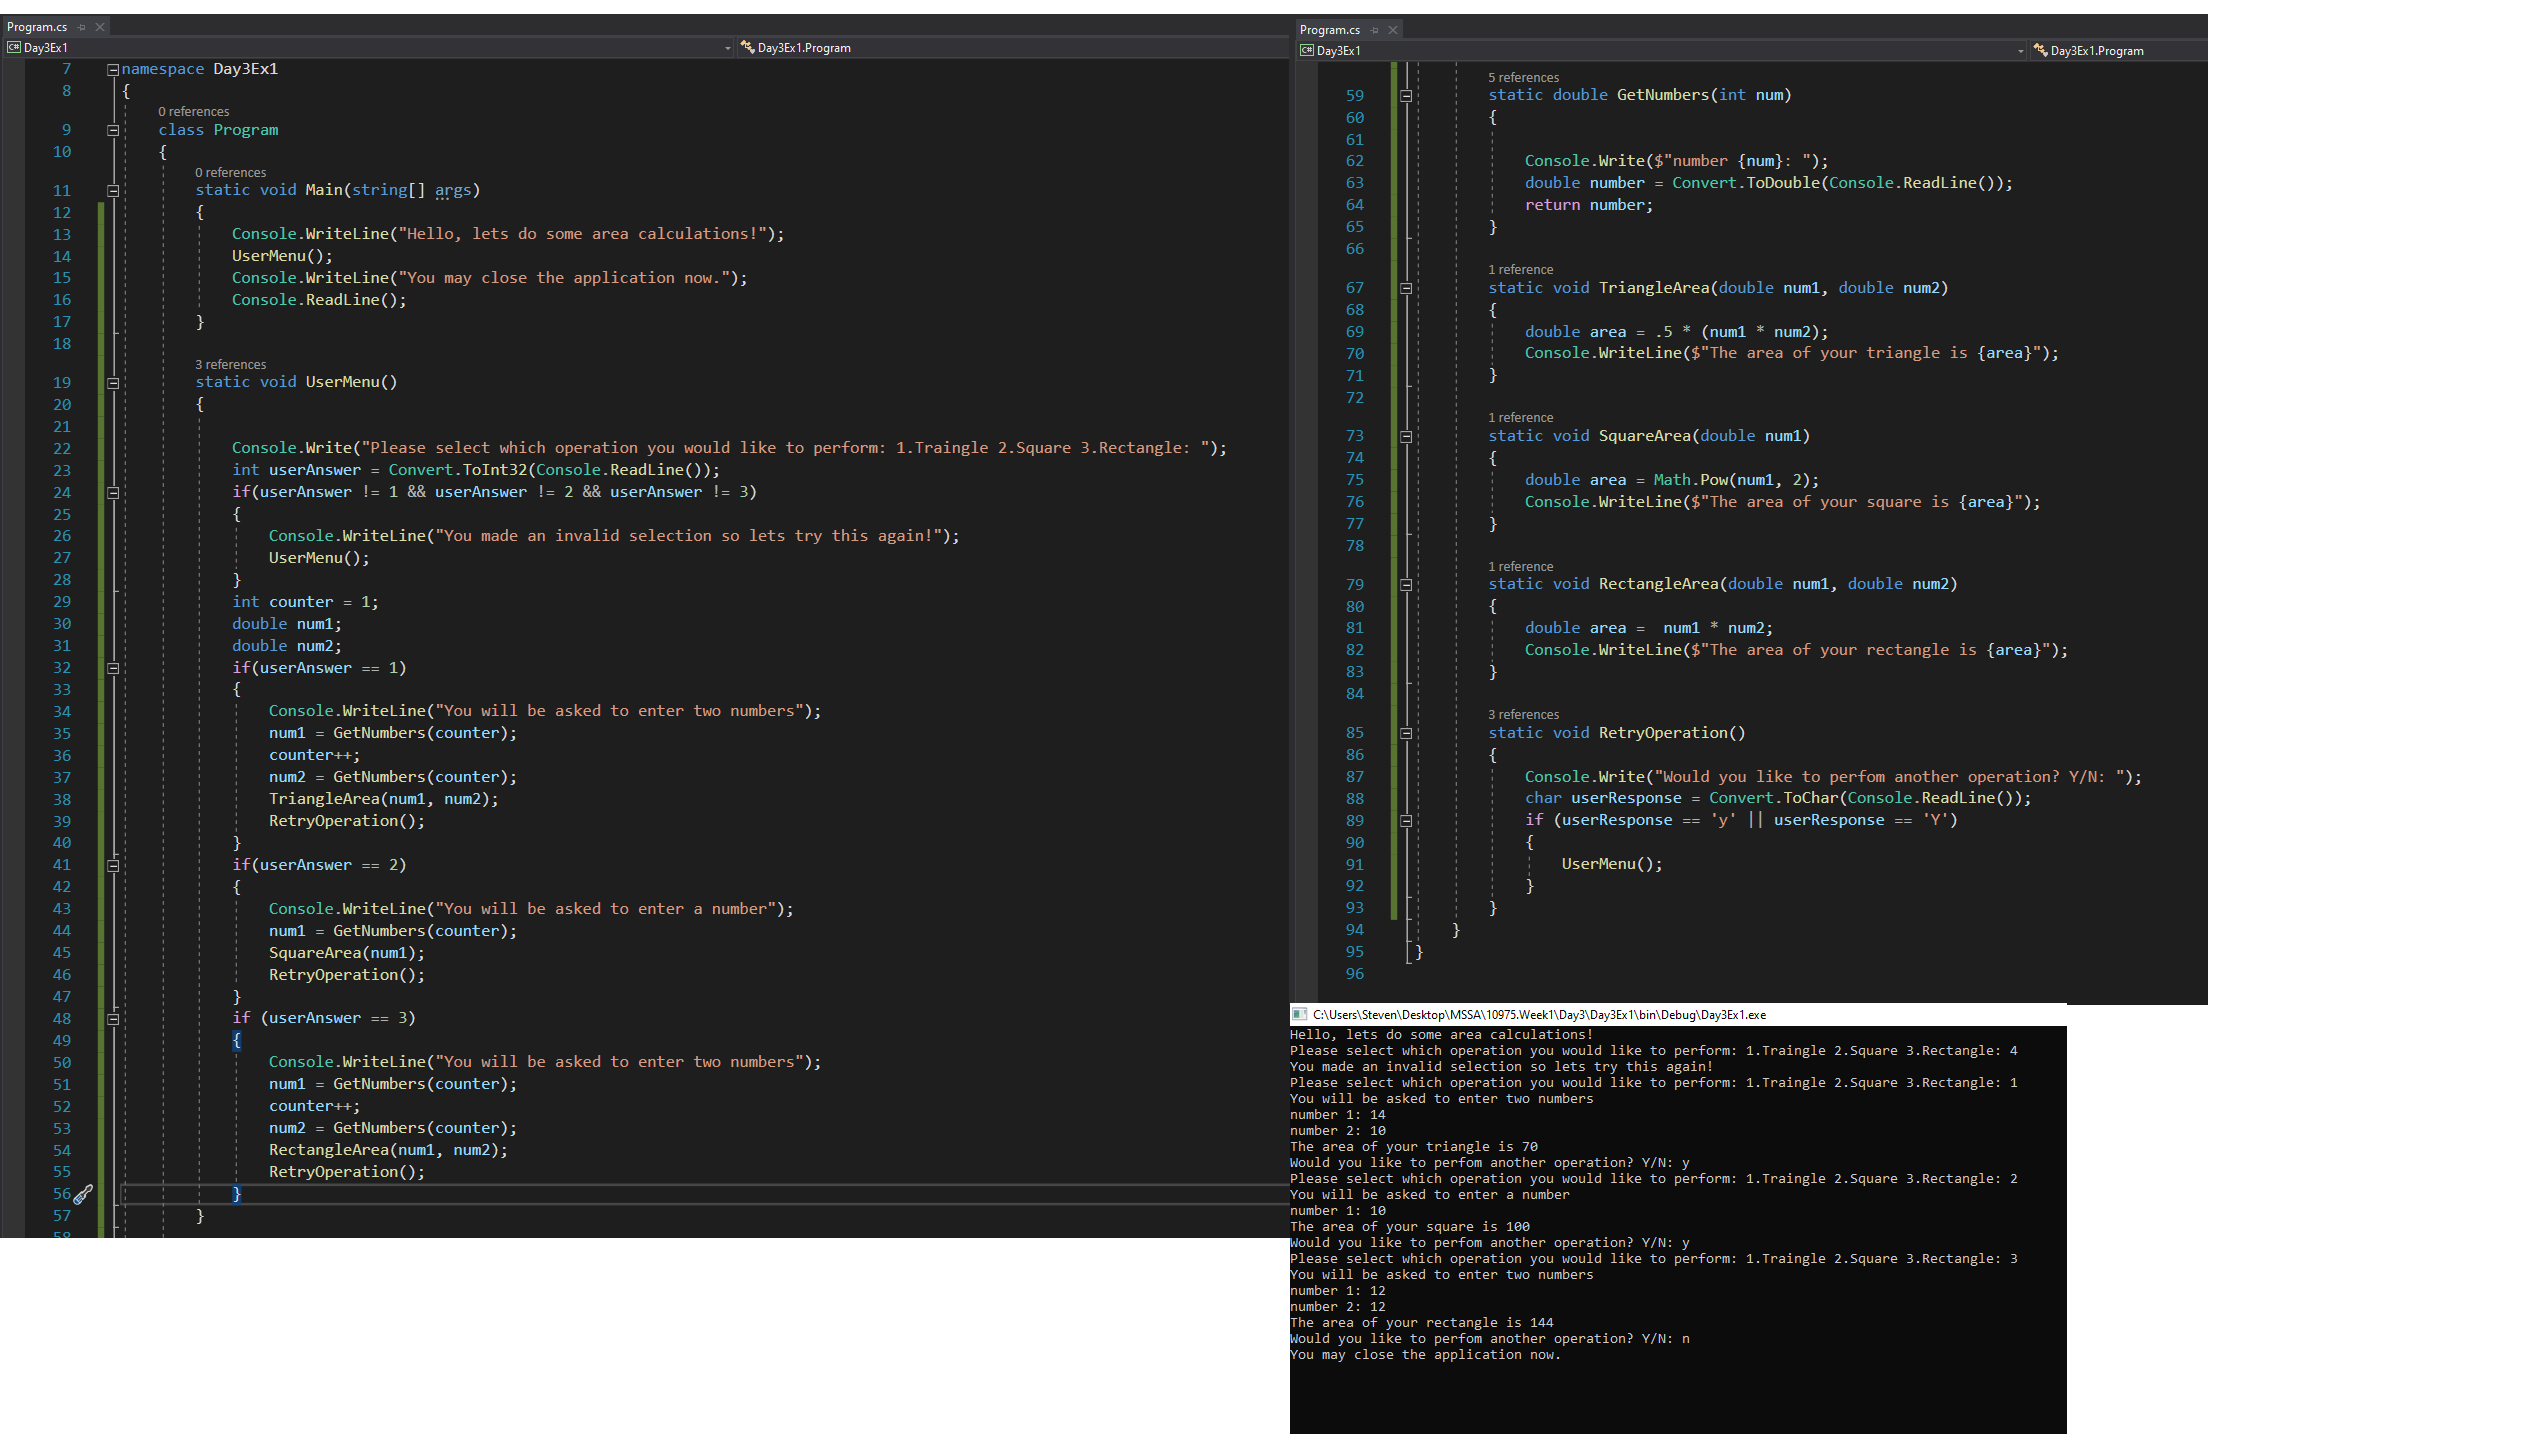 Program.cs
Day3Ex1
Day3Ex1.Program
7 namespace Day3Ex1
8 {
0 references
9 class Program
10 {
0 references
11 static void Main(string[] args)
12 {
13 Console.WriteLine("Hello, lets do some area calculations!");
14 UserMenu();
15 Console.WriteLine("You may close the application now.");
16 Console.ReadLine();
17 }
18
3 references
19 static void UserMenu()
20 {
21
22 Console.Write("Please select which operation you would like to perform: 1.Traingle 2.Square 3.Rectangle: ");
23 int userAnswer = Convert.ToInt32(Console.ReadLine());
24 if(userAnswer != 1 && userAnswer != 2 && userAnswer != 3)
25 {
26 Console.WriteLine("You made an invalid selection so lets try this again!");
27 UserMenu();
28 }
29 int counter = 1;
30 double num1;
31 double num2;
32 if(userAnswer == 1)
33 {
34 Console.WriteLine("You will be asked to enter two numbers");
35 num1 = GetNumbers(counter);
36 counter++;
37 num2 = GetNumbers(counter);
38 TriangleArea(num1, num2);
39 RetryOperation();
40 }
41 if(userAnswer == 2)
42 {
43 Console.WriteLine("You will be asked to enter a number");
44 num1 = GetNumbers(counter);
45 SquareArea(num1);
46 RetryOperation();
47 }
48 if (userAnswer == 3)
49 {
50 Console.WriteLine("You will be asked to enter two numbers");
51 num1 = GetNumbers(counter);
52 counter++;
53 num2 = GetNumbers(counter);
54 RectangleArea(num1, num2);
55 RetryOperation();
56 }
57 }
58
Program.cs
Day3Ex1
Day3Ex1.Program
5 references
59 static double GetNumbers(int num)
60 {
61
62 Console.Write($"number {num}: ");
63 double number = Convert.ToDouble(Console.ReadLine());
64 return number;
65 }
66
1 reference
67 static void TriangleArea(double num1, double num2)
68 {
69 double area = .5 * (num1 * num2);
70 Console.WriteLine($"The area of your triangle is {area}");
71 }
72
1 reference
73 static void SquareArea(double num1)
74 {
75 double area = Math.Pow(num1, 2);
76 Console.WriteLine($"The area of your square is {area}");
77 }
78
1 reference
79 static void RectangleArea(double num1, double num2)
80 {
81 double area =  num1 * num2;
82 Console.WriteLine($"The area of your rectangle is {area}");
83 }
84
3 references
85 static void RetryOperation()
86 {
87 Console.Write("Would you like to perfom another operation? Y/N: ");
88 char userResponse = Convert.ToChar(Console.ReadLine());
89 if (userResponse == 'y' || userResponse == 'Y')
90 {
91 UserMenu();
92 }
93 }
94 }
95 }
96
C:\Users\Steven\Desktop\MSSA\10975.Week1\Day3\Day3Ex1\bin\Debug\Day3Ex1.exe
Hello, lets do some area calculations!
Please select which operation you would like to perform: 1.Traingle 2.Square 3.Rectangle: 4
You made an invalid selection so lets try this again!
Please select which operation you would like to perform: 1.Traingle 2.Square 3.Rectangle: 1
You will be asked to enter two numbers
number 1: 14
number 2: 10
The area of your triangle is 70
Would you like to perfom another operation? Y/N: y
Please select which operation you would like to perform: 1.Traingle 2.Square 3.Rectangle: 2
You will be asked to enter a number
number 1: 10
The area of your square is 100
Would you like to perfom another operation? Y/N: y
Please select which operation you would like to perform: 1.Traingle 2.Square 3.Rectangle: 3
You will be asked to enter two numbers
number 1: 12
number 2: 12
The area of your rectangle is 144
Would you like to perfom another operation? Y/N: n
You may close the application now.